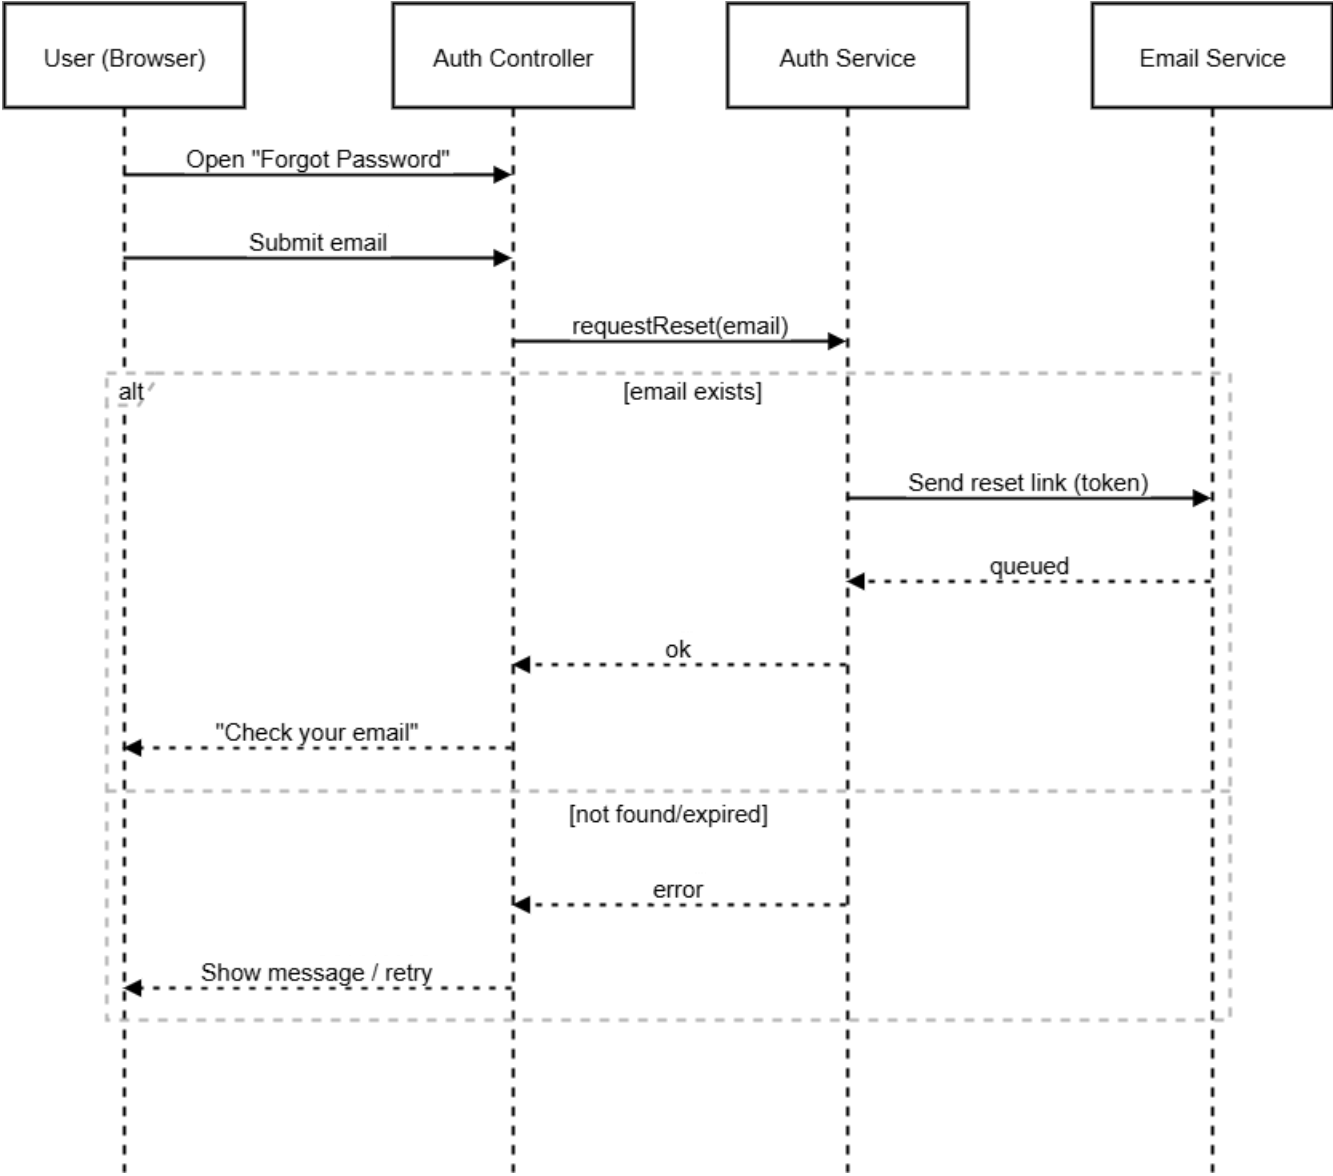 User (Browser)
Auth Controller
Auth Service
Email Service
Open "Forgot Password"
Submit email
requestReset(email)
alt
[email exists]
Send reset link (token)
queued
ok
"Check your email"
[not found/expired]
error
Show message / retry